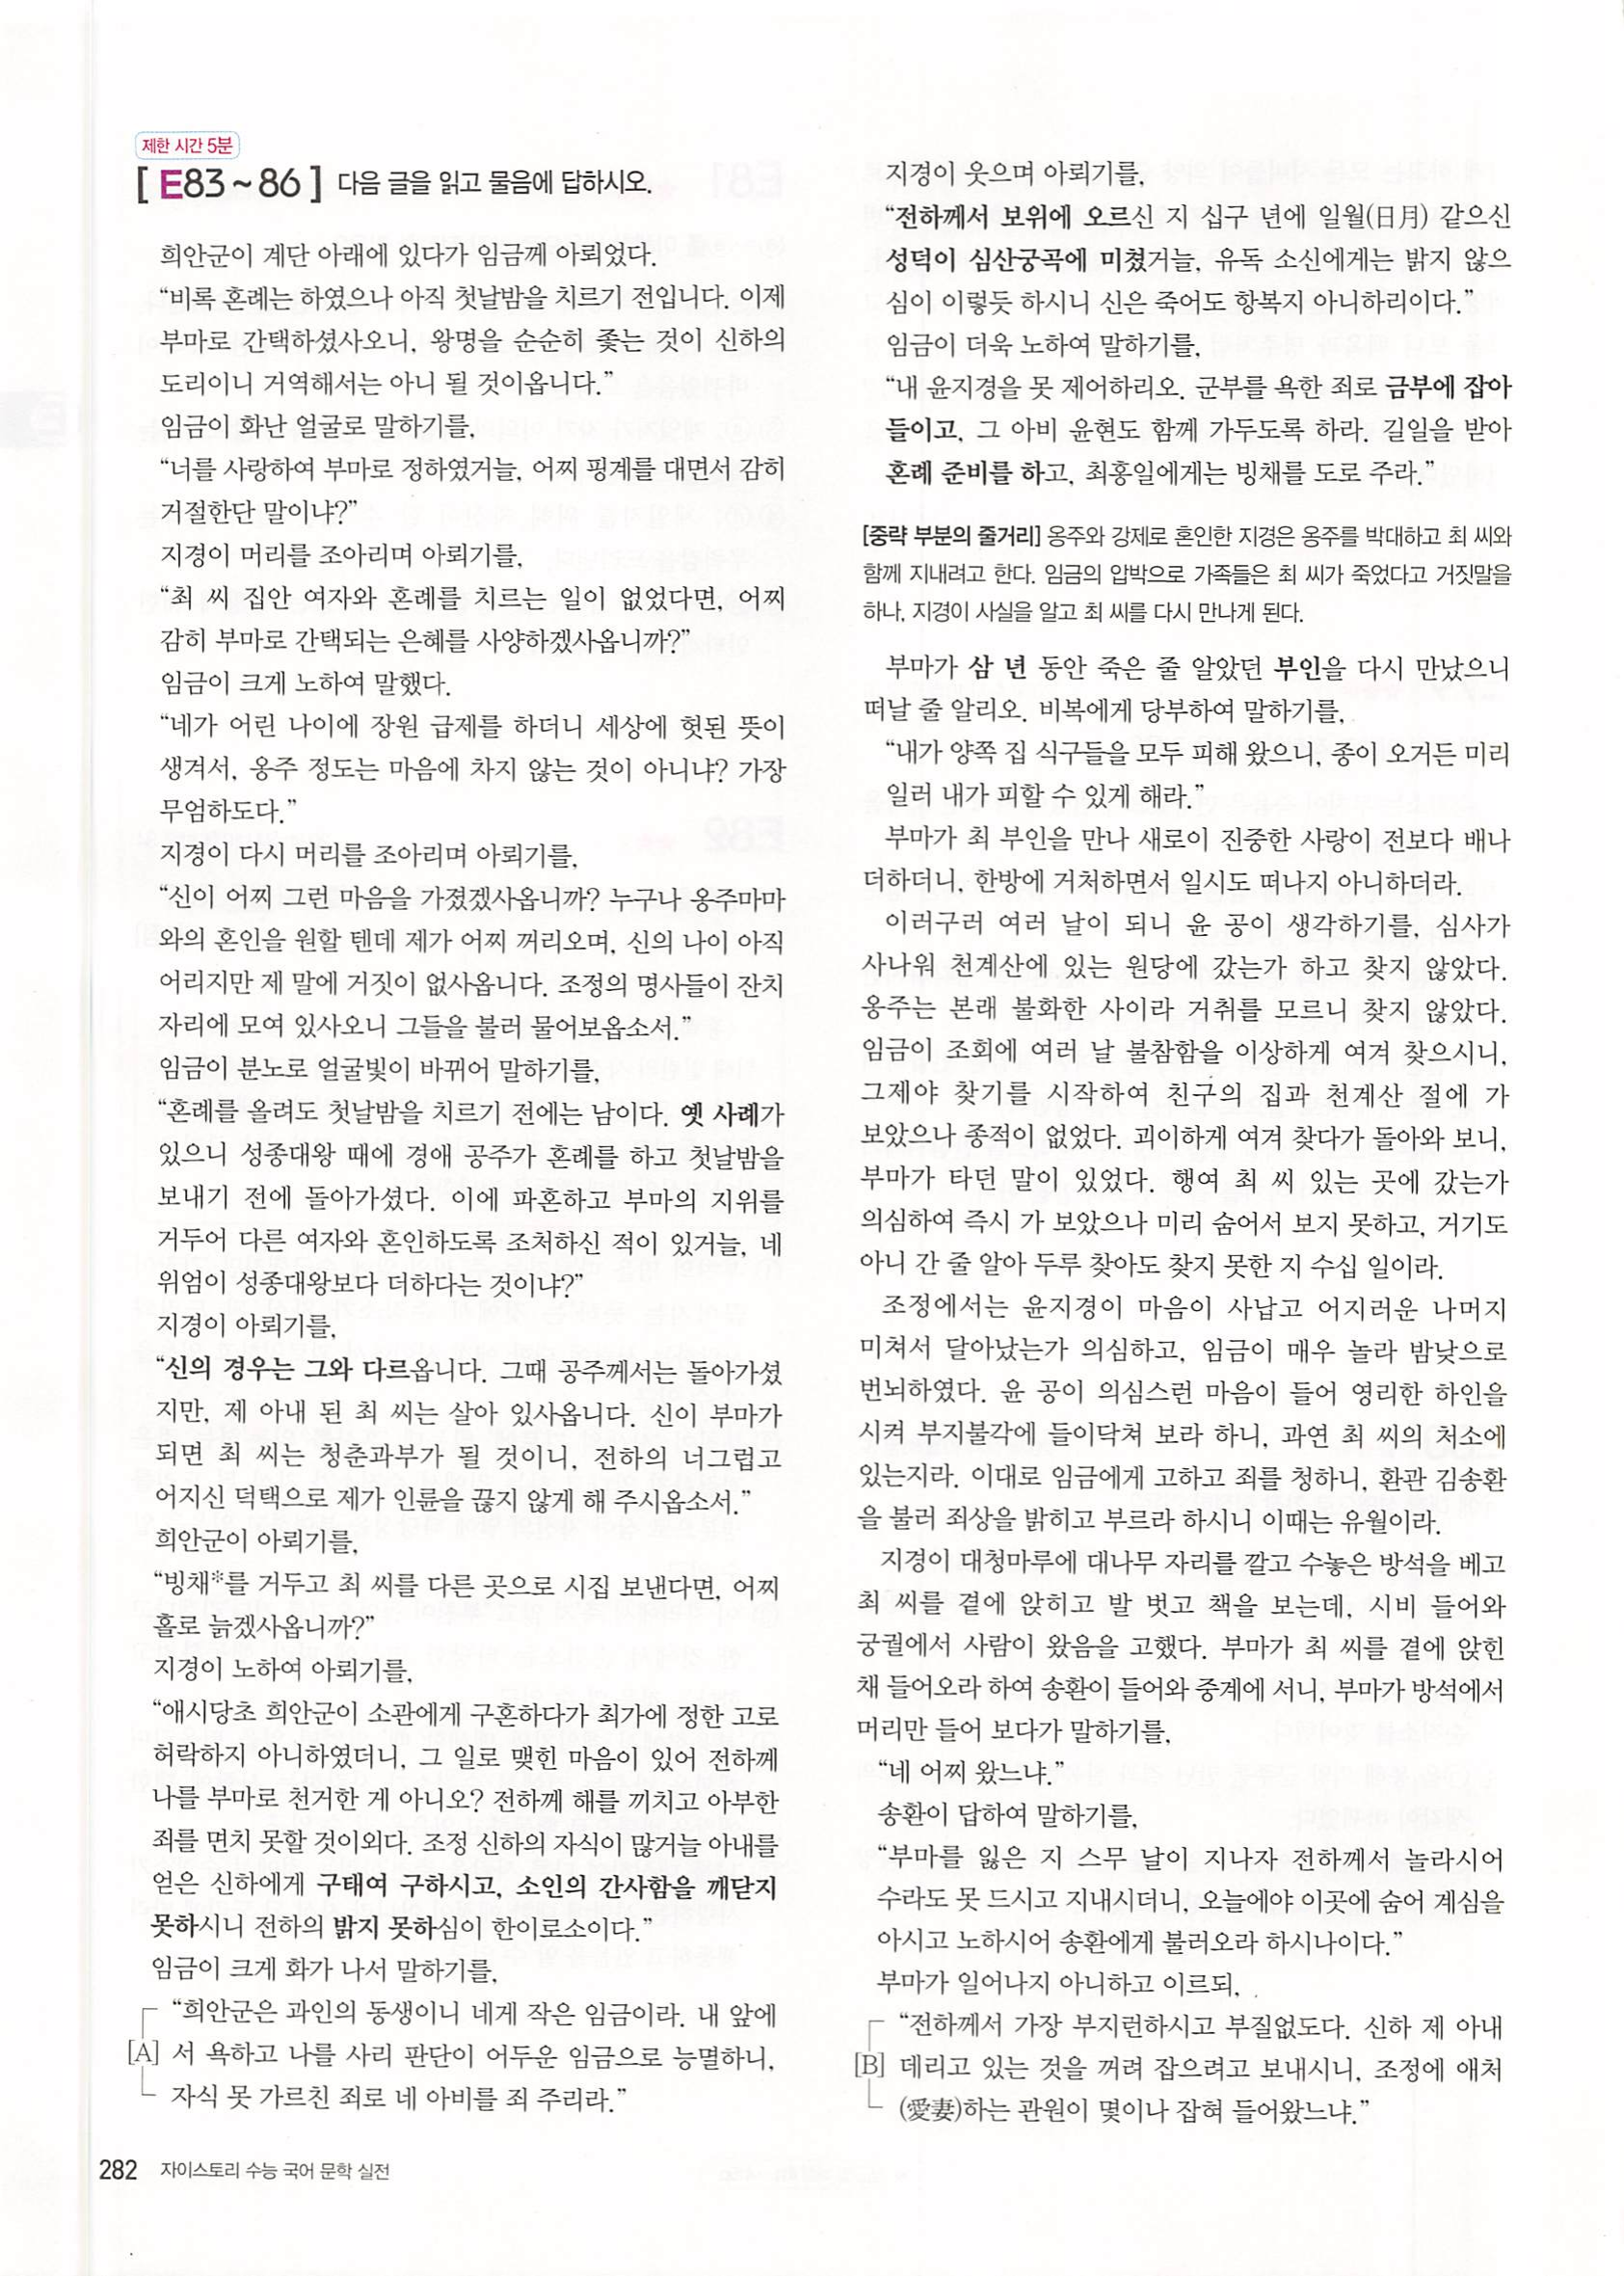 제한 시간 5분
[ E83 ~ 86 ] 다음 글을 읽고 물음에 답하시오.
희안군이 계단 아래에 있다가 임금께 아뢰었다.
“비록 혼례는 하였으나 아직 첫날밤을 치르기 전입니다. 이제
부마로 간택하셨사오니, 왕명을 순순히 좇는 것이 신하의
도리이니 거역해서는 아니 될 것이옵니다.”
임금이 화난 얼굴로 말하기를,
“너를 사랑하여 부마로 정하였거늘, 어찌 핑계를 대면서 감히
거절한단 말이냐?”
지경이 머리를 조아리며 아뢰기를,
“최 씨 집안 여자와 혼례를 치르는 일이 없었다면, 어찌
감히 부마로 간택되는 은혜를 사양하겠사옵니까?”
임금이 크게 노하여 말했다.
“네가 어린 나이에 장원 급제를 하더니 세상에 헛된 뜻이
생겨서, 옹주 정도는 마음에 차지 않는 것이 아니냐? 가장
무엄하도다.”
지경이 다시 머리를 조아리며 아뢰기를,
“신이 어찌 그런 마음을 가졌겠사옵니까? 누구나 옹주마마
와의 혼인을 원할 텐데 제가 어찌 꺼리오며, 신의 나이 아직
어리지만 제 말에 거짓이 없사옵니다. 조정의 명사들이 잔치
자리에 모여 있사오니 그들을 불러 물어보옵소서.”
임금이 분노로 얼굴빛이 바뀌어 말하기를,
“혼례를 올려도 첫날밤을 치르기 전에는 남이다. 옛 사례가
있으니 성종대왕 때에 경애 공주가 혼례를 하고 첫날밤을
보내기 전에 돌아가셨다. 이에 파혼하고 부마의 지위를
거두어 다른 여자와 혼인하도록 조처하신 적이 있거늘, 네
위엄이 성종대왕보다 더하다는 것이냐?”
지경이 아뢰기를,
“신의 경우는 그와 다르옵니다. 그때 공주께서는 돌아가셨
지만, 제 아내 된 최 씨는 살아 있사옵니다. 신이 부마가
되면 최 씨는 청춘과부가 될 것이니, 전하의 너그럽고
어지신 덕택으로 제가 인륜을 끊지 않게 해 주시옵소서.”
희안군이 아뢰기를,
“빙채*를 거두고 최 씨를 다른 곳으로 시집 보낸다면, 어찌
홀로 늙겠사옵니까?”
지경이 노하여 아뢰기를,
“애시당초 희안군이 소관에게 구혼하다가 최가에 정한 고로
허락하지 아니하였더니, 그 일로 맺힌 마음이 있어 전하께
나를 부마로 천거한 게 아니오? 전하께 해를 끼치고 아부한
죄를 면치 못할 것이외다. 조정 신하의 자식이 많거늘 아내를
얻은 신하에게 구태여 구하시고, 소인의 간사함을 깨닫지
못하시니 전하의 밝지 못하심이 한이로소이다.”
임금이 크게 화가 나서 말하기를,
“희안군은 과인의 동생이니 네게 작은 임금이라. 내 앞에
[A] 서 욕하고 나를 사리 판단이 어두운 임금으로 능멸하니,
자식 못 가르친 죄로 네 아비를 죄 주리라.”
282 자이스토리 수능 국어 문학 실전
지경이 웃으며 아뢰기를,
“전하께서 보위에 오르신 지 십구 년에 일월(日月) 같으신
성덕이 심산궁곡에 미쳤거늘, 유독 소신에게는 밝지 않으
심이 이렇듯 하시니 신은 죽어도 항복지 아니하리이다.”
임금이 더욱 노하여 말하기를,
“내 윤지경을 못 제어하리오. 군부를 욕한 죄로 금부에 잡아
들이고, 그 아비 윤현도 함께 가두도록 하라. 길일을 받아
혼례 준비를 하고, 최홍일에게는 빙채를 도로 주라.”
[중략 부분의 줄거리] 옹주와 강제로 혼인한 지경은 옹주를 박대하고 최 씨와
함께 지내려고 한다. 임금의 압박으로 가족들은 최 씨가 죽었다고 거짓말을
하나, 지경이 사실을 알고 최 씨를 다시 만나게 된다.
부마가 삼 년 동안 죽은 줄 알았던 부인을 다시 만났으니
떠날 줄 알리오. 비복에게 당부하여 말하기를,
“내가 양쪽 집 식구들을 모두 피해 왔으니, 종이 오거든 미리
일러 내가 피할 수 있게 해라.”
부마가 최 부인을 만나 새로이 진중한 사랑이 전보다 배나
더하더니, 한방에 거처하면서 일시도 떠나지 아니하더라.
이러구러 여러 날이 되니 윤 공이 생각하기를, 심사가
사나워 천계산에 있는 원당에 갔는가 하고 찾지 않았다.
옹주는 본래 불화한 사이라 거취를 모르니 찾지 않았다.
임금이 조회에 여러 날 불참함을 이상하게 여겨 찾으시니,
그제야 찾기를 시작하여 친구의 집과 천계산 절에 가
보았으나 종적이 없었다. 괴이하게 여겨 찾다가 돌아와 보니,
부마가 타던 말이 있었다. 행여 최 씨 있는 곳에 갔는가
의심하여 즉시 가 보았으나 미리 숨어서 보지 못하고, 거기도
아니 간 줄 알아 두루 찾아도 찾지 못한 지 수십 일이라.
조정에서는 윤지경이 마음이 사납고 어지러운 나머지
미쳐서 달아났는가 의심하고, 임금이 매우 놀라 밤낮으로
번뇌하였다. 윤 공이 의심스런 마음이 들어 영리한 하인을
시켜 부지불각에 들이닥쳐 보라 하니, 과연 최 씨의 처소에
있는지라. 이대로 임금에게 고하고 죄를 청하니, 환관 김송환
을 불러 죄상을 밝히고 부르라 하시니 이때는 유월이라.
지경이 대청마루에 대나무 자리를 깔고 수놓은 방석을 베고
최 씨를 곁에 앉히고 발 벗고 책을 보는데, 시비 들어와
궁궐에서 사람이 왔음을 고했다. 부마가 최 씨를 곁에 앉힌
채 들어오라 하여 송환이 들어와 중계에 서니, 부마가 방석에서
머리만 들어 보다가 말하기를,
“네 어찌 왔느냐.”
송환이 답하여 말하기를,
“부마를 잃은 지 스무 날이 지나자 전하께서 놀라시어
수라도 못 드시고 지내시더니, 오늘에야 이곳에 숨어 계심을
아시고 노하시어 송환에게 불러오라 하시나이다.”
부마가 일어나지 아니하고 이르되,
“전하께서 가장 부지런하시고 부질없도다. 신하 제 아내
[B] 데리고 있는 것을 꺼려 잡으려고 보내시니, 조정에 애처
(愛妻)하는 관원이 몇이나 잡혀 들어왔느냐.”